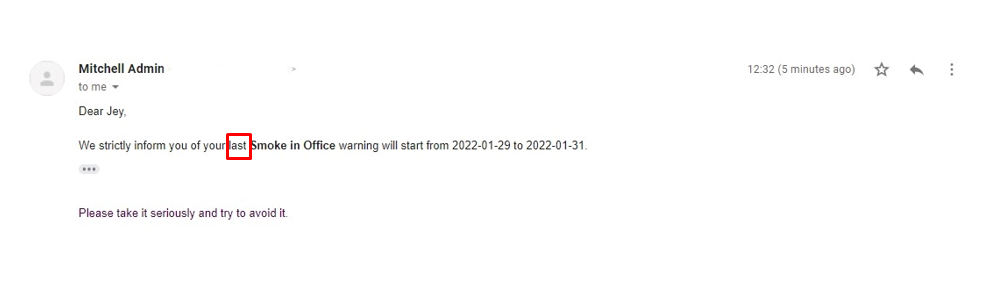 Mitchell Admin >
12:32 (5 minutes ago)
to me
Dear Jey,
We strictly inform you of your last Smoke in Office warning will start from 2022-01-29 to 2022-01-31.
Please take it seriously and try to avoid it.